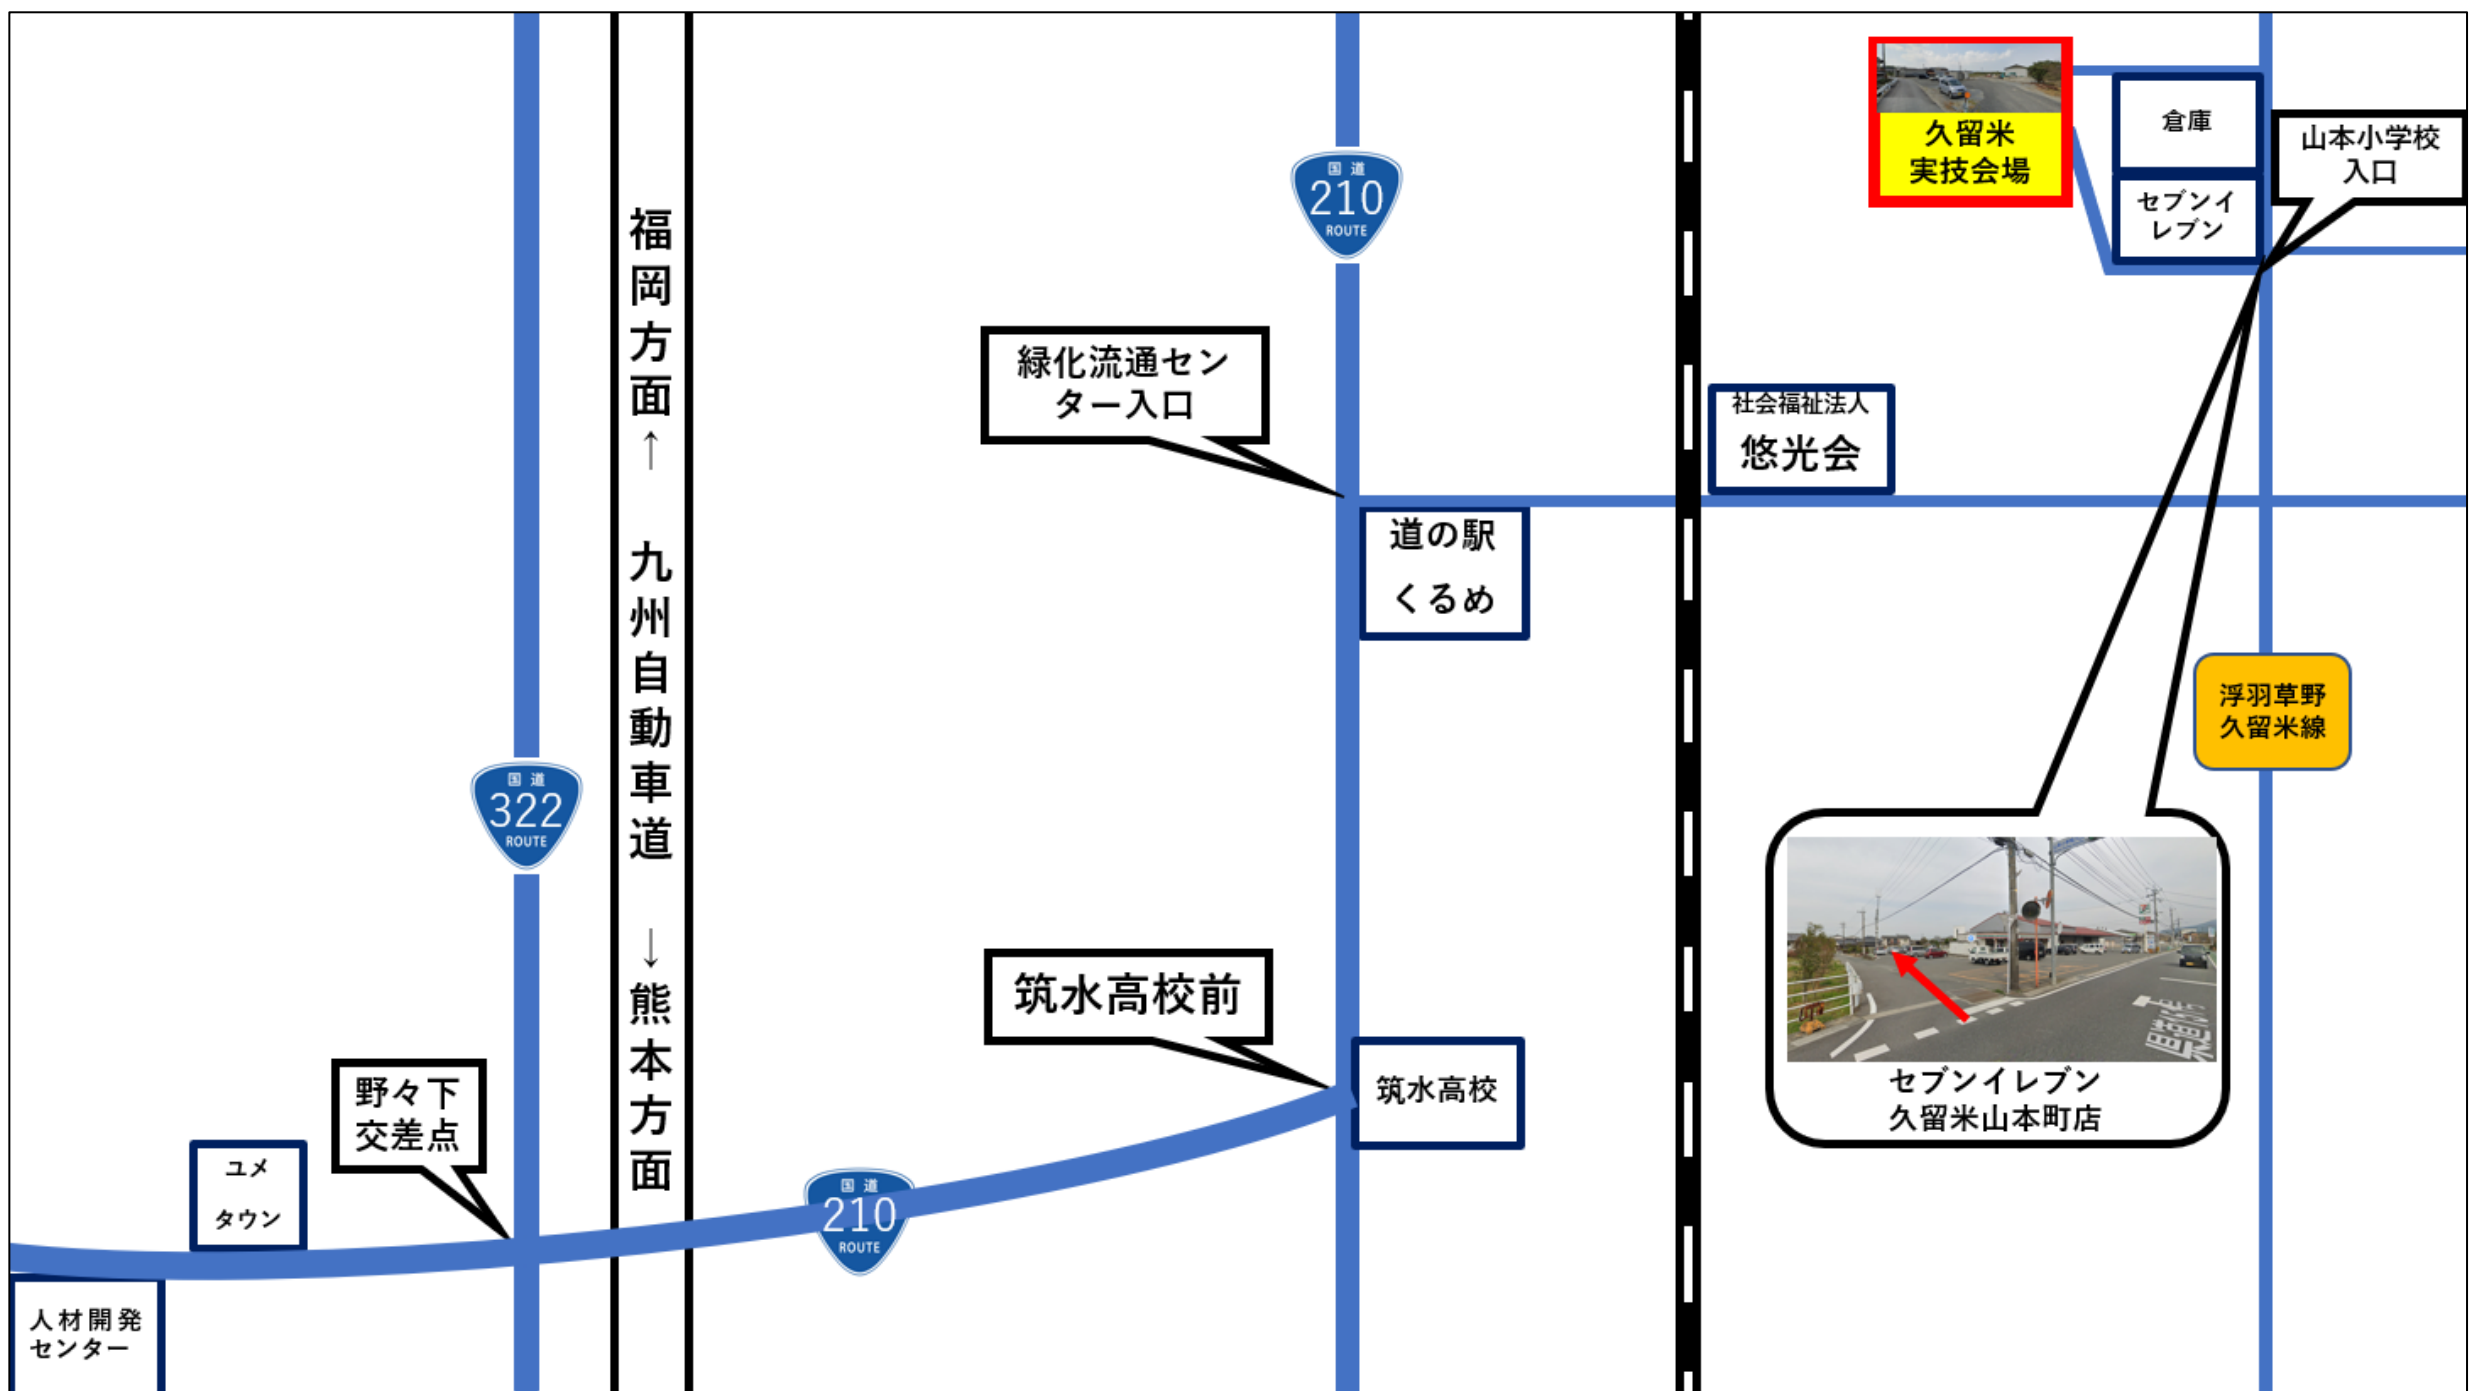 久留米
実技会場
倉庫
セブンイ
レブン
山本小学校
入口
国道
210
ROUTE
福岡方面↑ 九州自動車道 ↓熊本方面
緑化流通セン
ター入口
社会福祉法人
悠光会
道の駅
くるめ
浮羽草野
久留米線
国道
322
ROUTE
筑水高校前
筑水高校
野々下
交差点
ユメ
タウン
国道
210
ROUTE
人材開発
センター
県道151
セブンイレブン
久留米山本町店